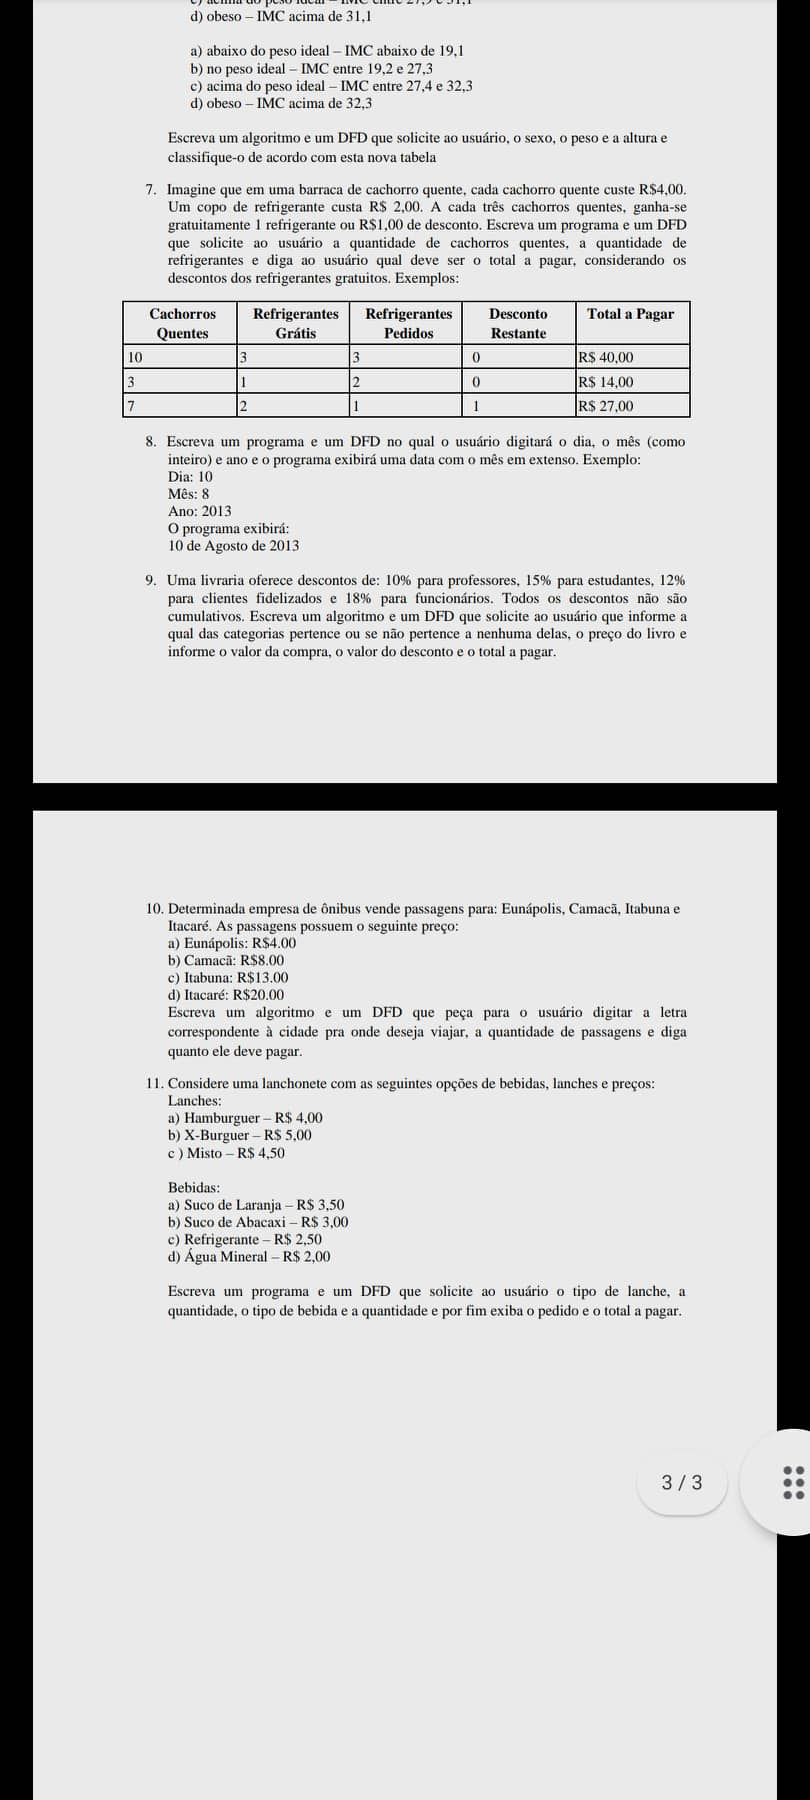 d) obeso – IMC acima de 31,1
a) abaixo do peso ideal – IMC abaixo de 19,1
b) no peso ideal – IMC entre 19,2 e 27,3
c) acima do peso ideal – IMC entre 27,4 e 32,3
d) obeso – IMC acima de 32,3
Escreva um algoritmo e um DFD que solicite ao usuário, o sexo, o peso e a altura e
classifique-o de acordo com esta nova tabela
7. Imagine que em uma barraca de cachorro quente, cada cachorro quente custe R$4,00.
Um copo de refrigerante custa R$ 2,00. A cada três cachorros quentes, ganha-se
gratuitamente 1 refrigerante ou R$1,00 de desconto. Escreva um programa e um DFD
que solicite ao usuário a quantidade de cachorros quentes, a quantidade de
refrigerantes e diga ao usuário qual deve ser o total a pagar, considerando os
descontos dos refrigerantes gratuitos. Exemplos:
Cachorros Quentes Refrigerantes Grátis Refrigerantes Pedidos Desconto Restante Total a Pagar
10 3 3 0 R$ 40,00
3 1 2 0 R$ 14,00
7 2 1 1 R$ 27,00
8. Escreva um programa e um DFD no qual o usuário digitará o dia, o mês (como
inteiro) e ano e o programa exibirá uma data com o mês em extenso. Exemplo:
Dia: 10
Mês: 8
Ano: 2013
O programa exibirá:
10 de Agosto de 2013
9. Uma livraria oferece descontos de: 10% para professores, 15% para estudantes, 12%
para clientes fidelizados e 18% para funcionários. Todos os descontos não são
cumulativos. Escreva um algoritmo e um DFD que solicite ao usuário que informe a
qual das categorias pertence ou se não pertence a nenhuma delas, o preço do livro e
informe o valor da compra, o valor do desconto e o total a pagar.
10. Determinada empresa de ônibus vende passagens para: Eunápolis, Camacã, Itabuna e
Itacaré. As passagens possuem o seguinte preço:
a) Eunápolis: R$4.00
b) Camacã: R$8.00
c) Itabuna: R$13.00
d) Itacaré: R$20.00
Escreva um algoritmo e um DFD que peça para o usuário digitar a letra
correspondente à cidade pra onde deseja viajar, a quantidade de passagens e diga
quanto ele deve pagar.
11. Considere uma lanchonete com as seguintes opções de bebidas, lanches e preços:
Lanches:
a) Hamburguer – R$ 4,00
b) X-Burguer – R$ 5,00
c ) Misto – R$ 4,50
Bebidas:
a) Suco de Laranja – R$ 3,50
b) Suco de Abacaxi – R$ 3,00
c) Refrigerante – R$ 2,50
d) Água Mineral – R$ 2,00
Escreva um programa e um DFD que solicite ao usuário o tipo de lanche, a
quantidade, o tipo de bebida e a quantidade e por fim exiba o pedido e o total a pagar.
3 / 3